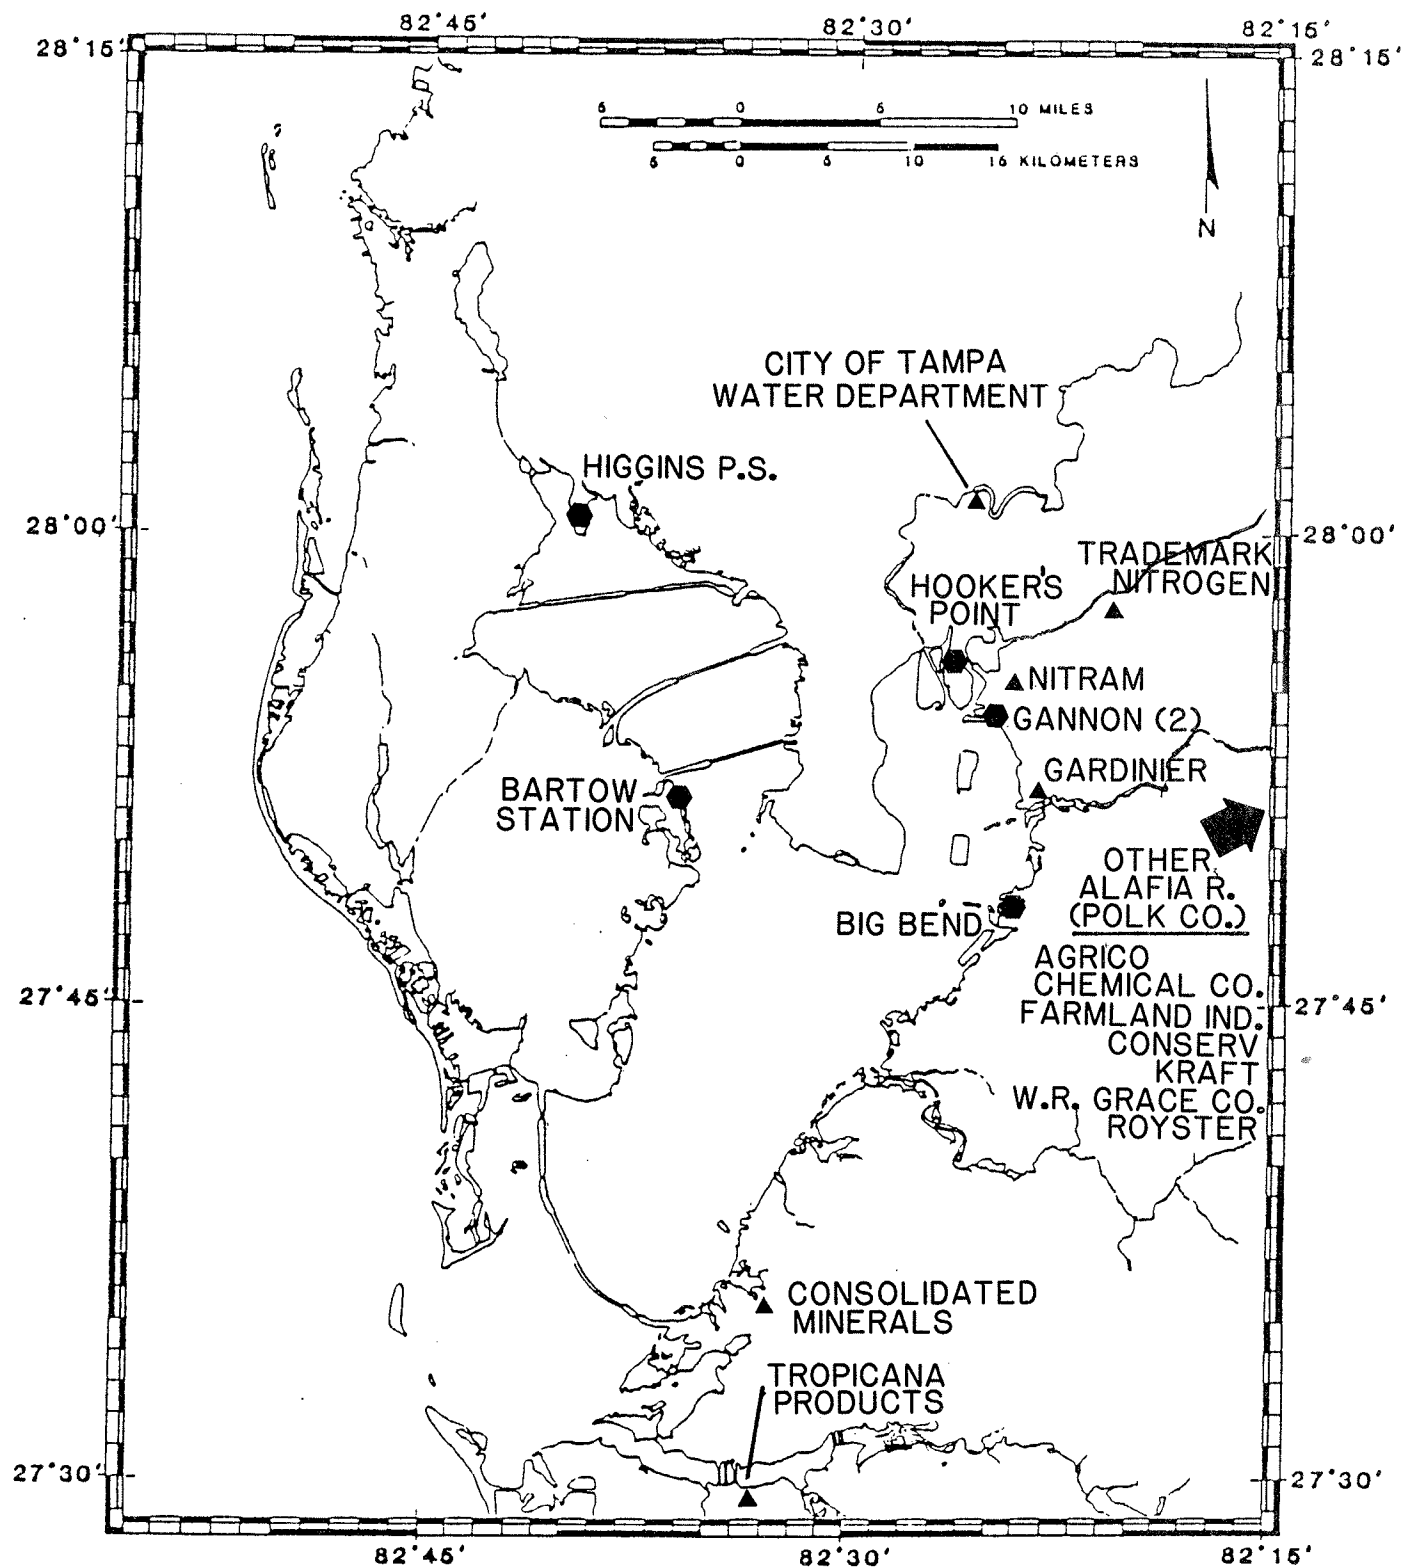 82°45'
82°30'
82°15'
28°15'
28°15'
5 0 5 10 MILES
5 0 5 10 15 KILOMETERS
N
CITY OF TAMPA
WATER DEPARTMENT
HIGGINS P.S.
28°00'
28°00'
TRADEMARK
NITROGEN
HOOKER'S
POINT
NITRAM
GANNON (2)
GARDINIER
BARTOW
STATION
OTHER
ALAFIA R.
(POLK CO.)
BIG BEND
AGRICO
CHEMICAL CO.
FARMLAND IND.
CONSERV
KRAFT
W.R. GRACE CO.
ROYSTER
27°45'
27°45'
CONSOLIDATED
MINERALS
TROPICANA
PRODUCTS
27°30'
27°30'
82°45'
82°30'
82°15'